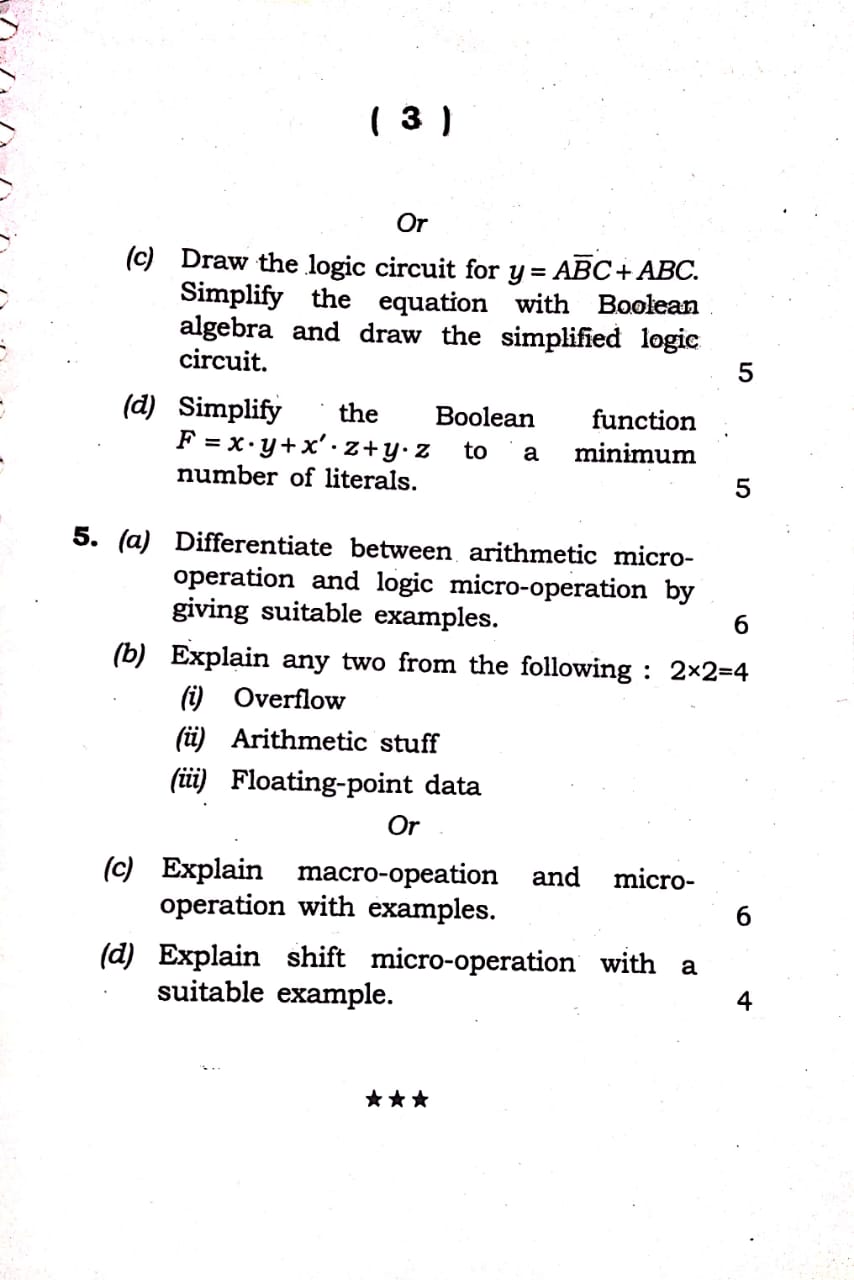 ( 3 )
Or
(c) Draw the logic circuit for y = AB̅C + ABC.
Simplify the equation with Boolean
algebra and draw the simplified logic
circuit. 5
(d) Simplify the Boolean function
F = x·y + x′·z + y·z to a minimum
number of literals. 5
5. (a) Differentiate between arithmetic micro-
operation and logic micro-operation by
giving suitable examples. 6
(b) Explain any two from the following : 2×2=4
(i) Overflow
(ii) Arithmetic stuff
(iii) Floating-point data
Or
(c) Explain macro-opeation and micro-
operation with examples. 6
(d) Explain shift micro-operation with a
suitable example. 4
★★★